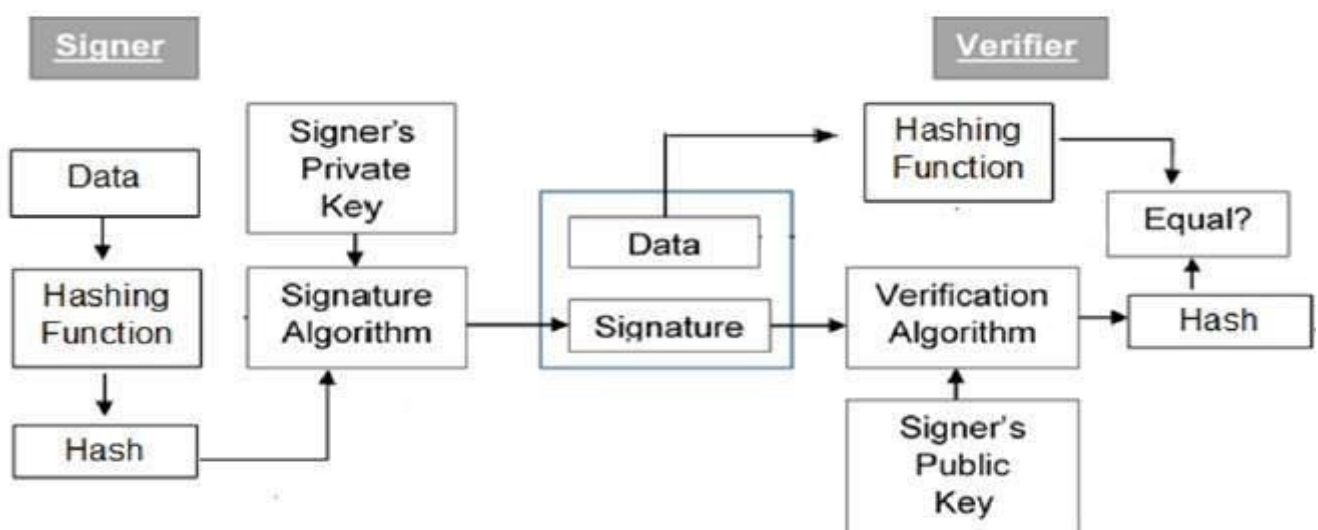 Signer
Verifier
Data
Hashing
Function
Hash
Signer's
Private
Key
Signature
Algorithm
Data
Signature
Hashing
Function
Verification
Algorithm
Signer's
Public
Key
Equal?
Hash